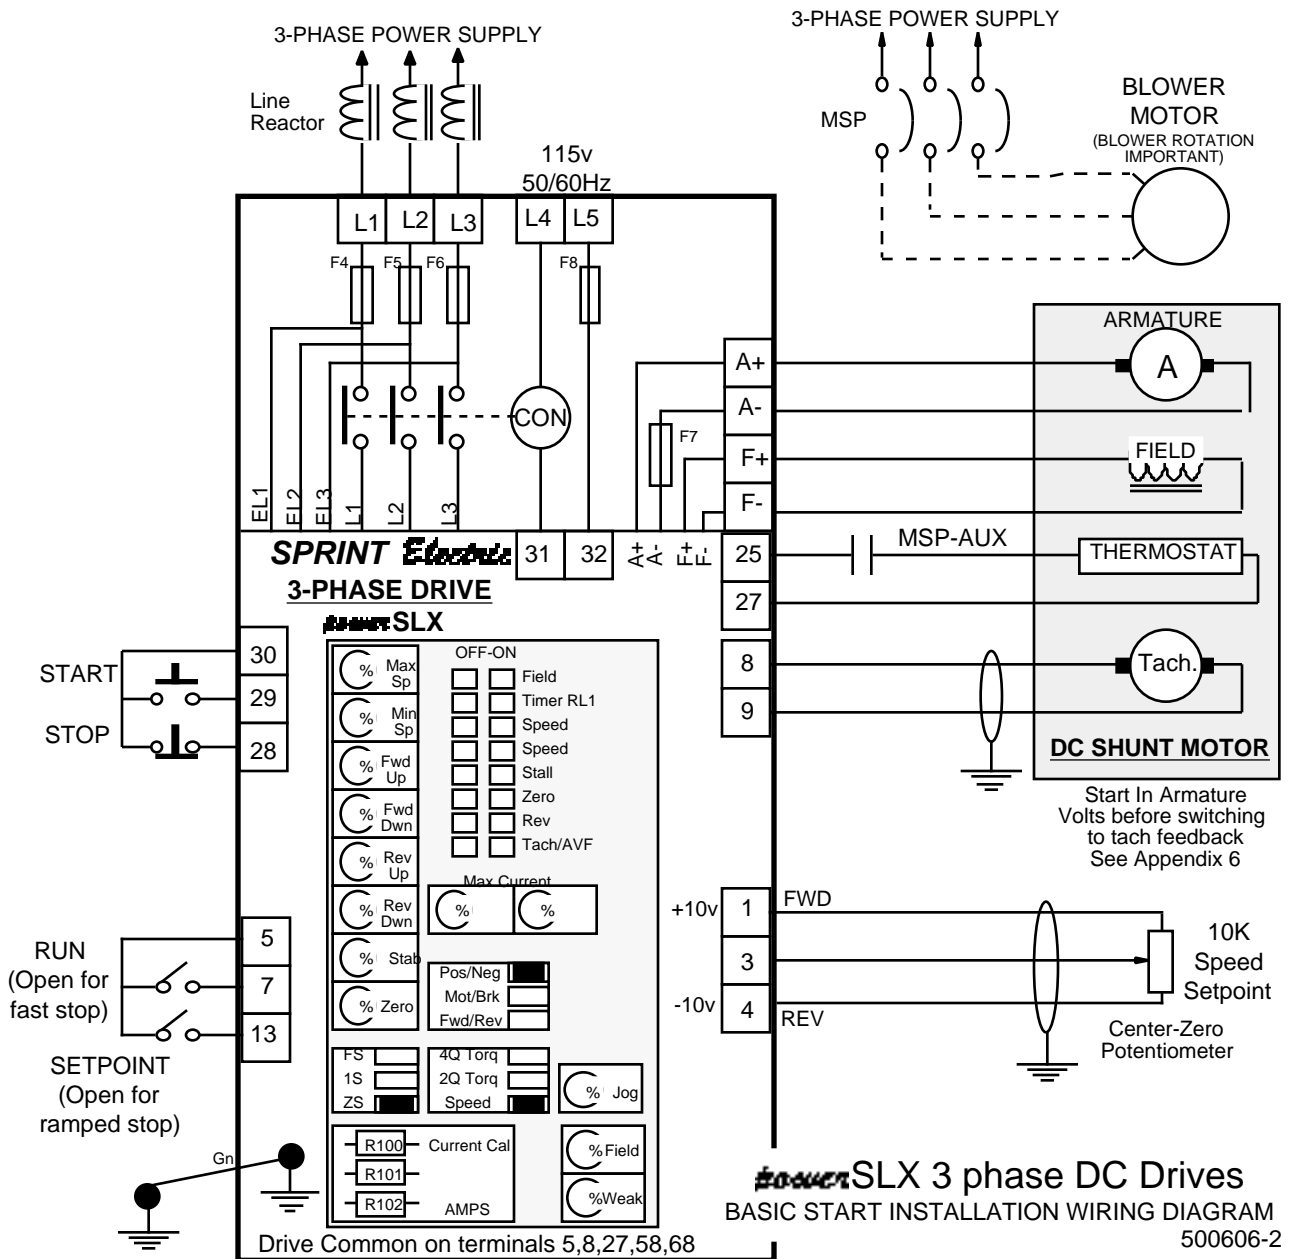 3-PHASE POWER SUPPLY
3-PHASE POWER SUPPLY
Line
Reactor
MSP
BLOWER
MOTOR
(BLOWER ROTATION
IMPORTANT)
115v
50/60Hz
L1 L2 L3 L4 L5
F4 F5 F6 F8
ARMATURE
A+
A
A-
CON
F7
F+
FIELD
F-
EL1 EL2 EL3 L1 L2 L3
A+ A- F+ F-
SPRINT Electric
31 32
25
MSP-AUX
THERMOSTAT
3-PHASE DRIVE
27
power SLX
START
30
29
STOP
28
OFF-ON
Max
Sp
%
Field
Timer RL1
Min
Sp
%
Speed
Speed
Fwd
Up
%
Stall
Zero
Fwd
Dwn
%
Rev
Tach/AVF
Rev
Up
%
Max Current
Rev
Dwn
%
% %
% Stab
% Zero
Pos/Neg
Mot/Brk
Fwd/Rev
8
Tach.
9
DC SHUNT MOTOR
Start In Armature
Volts before switching
to tach feedback
See Appendix 6
+10v 1 FWD
3
-10v 4 REV
10K
Speed
Setpoint
Center-Zero
Potentiometer
RUN
(Open for
fast stop)
5
7
13
SETPOINT
(Open for
ramped stop)
FS
1S
ZS
4Q Torq
2Q Torq
Speed
% Jog
Gn
R100 Current Cal
R101
R102 AMPS
% Field
% Weak
Drive Common on terminals 5,8,27,58,68
power SLX 3 phase DC Drives
BASIC START INSTALLATION WIRING DIAGRAM
500606-2